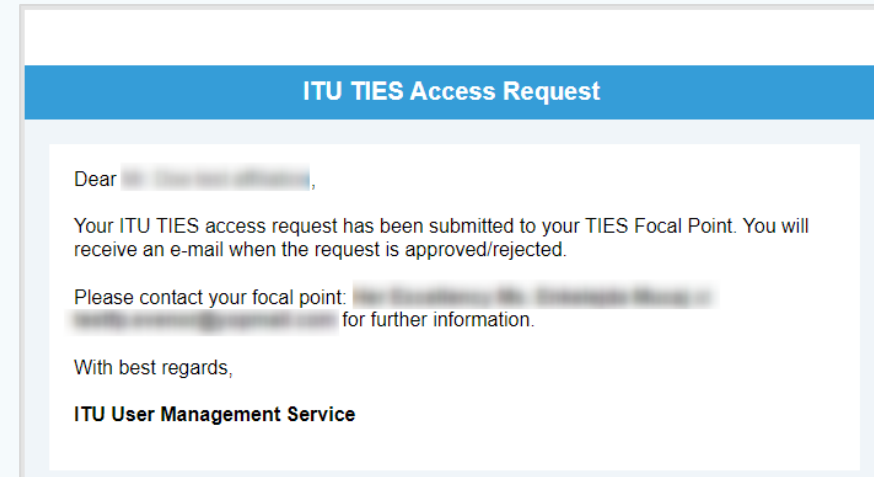 ITU TIES Access Request
Dear ,
Your ITU TIES access request has been submitted to your TIES Focal Point. You will
receive an e-mail when the request is approved/rejected.
Please contact your focal point:
for further information.
With best regards,
ITU User Management Service